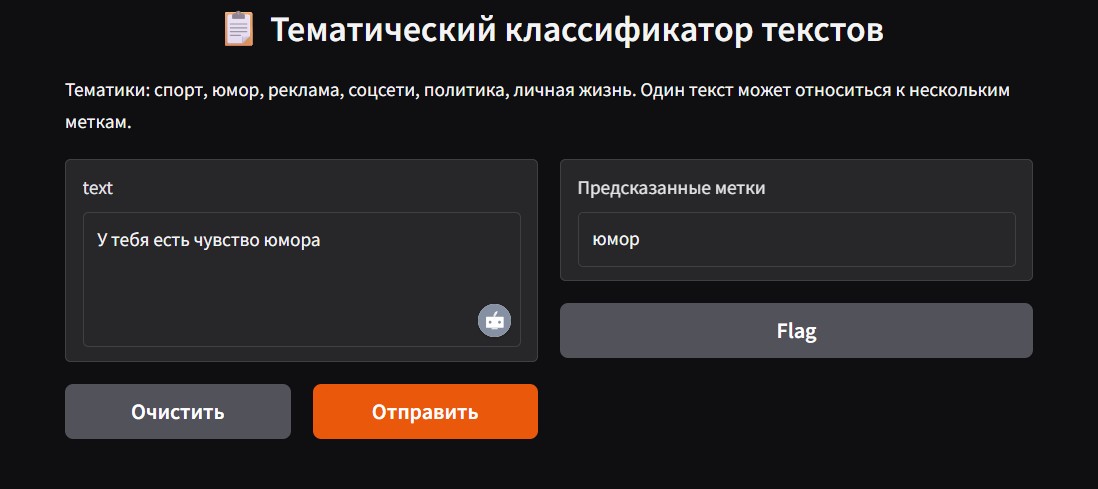 📋 Тематический классификатор текстов
Тематики: спорт, юмор, реклама, соцсети, политика, личная жизнь. Один текст может относиться к нескольким
меткам.
text
У тебя есть чувство юмора
Предсказанные метки
юмор
Flag
Очистить
Отправить